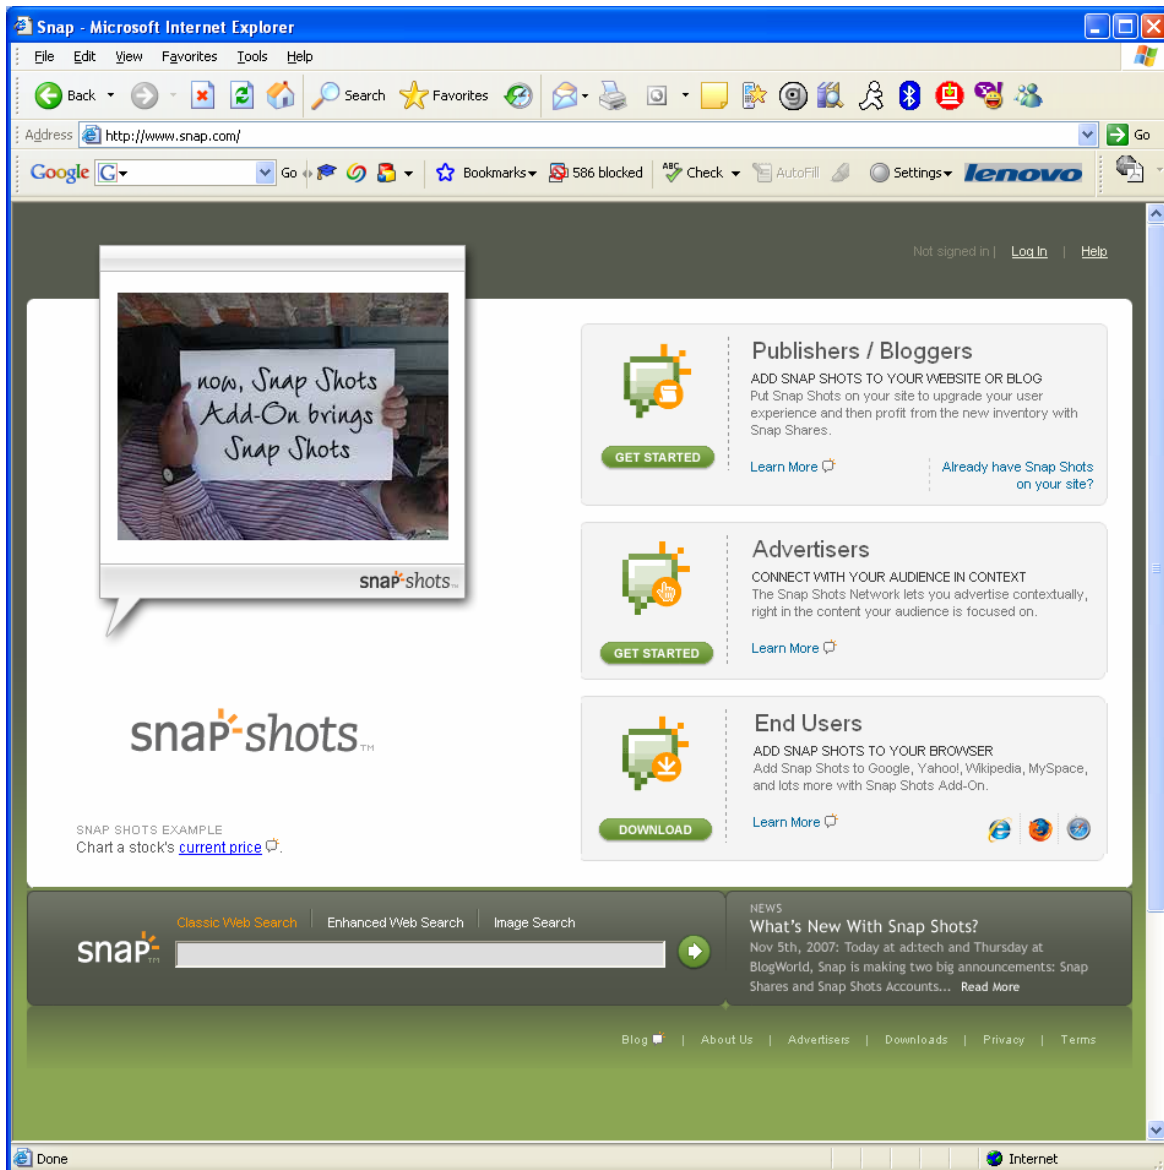 Snap - Microsoft Internet Explorer
File Edit View Favorites Tools Help
Back Search Favorites
Address http://www.snap.com/ Go
Google G Go Bookmarks 586 blocked ABC Check AutoFill Settings lenovo
Not signed in | Log In | Help
now, Snap Shots
Add-On brings
Snap Shots
snap shots TM
Publishers / Bloggers
ADD SNAP SHOTS TO YOUR WEBSITE OR BLOG
Put Snap Shots on your site to upgrade your user
experience and then profit from the new inventory with
Snap Shares.
GET STARTED
Learn More
Already have Snap Shots
on your site?
Advertisers
CONNECT WITH YOUR AUDIENCE IN CONTEXT
The Snap Shots Network lets you advertise contextually,
right in the content your audience is focused on.
GET STARTED
Learn More
snap shots TM
End Users
ADD SNAP SHOTS TO YOUR BROWSER
Add Snap Shots to Google, Yahoo!, Wikipedia, MySpace,
and lots more with Snap Shots Add-On.
DOWNLOAD
Learn More
SNAP SHOTS EXAMPLE
Chart a stock's current price.
Classic Web Search | Enhanced Web Search | Image Search
snap TM
NEWS
What's New With Snap Shots?
Nov 5th, 2007: Today at ad:tech and Thursday at
BlogWorld, Snap is making two big announcements: Snap
Shares and Snap Shots Accounts... Read More
Blog | About Us | Advertisers | Downloads | Privacy | Terms
Done Internet